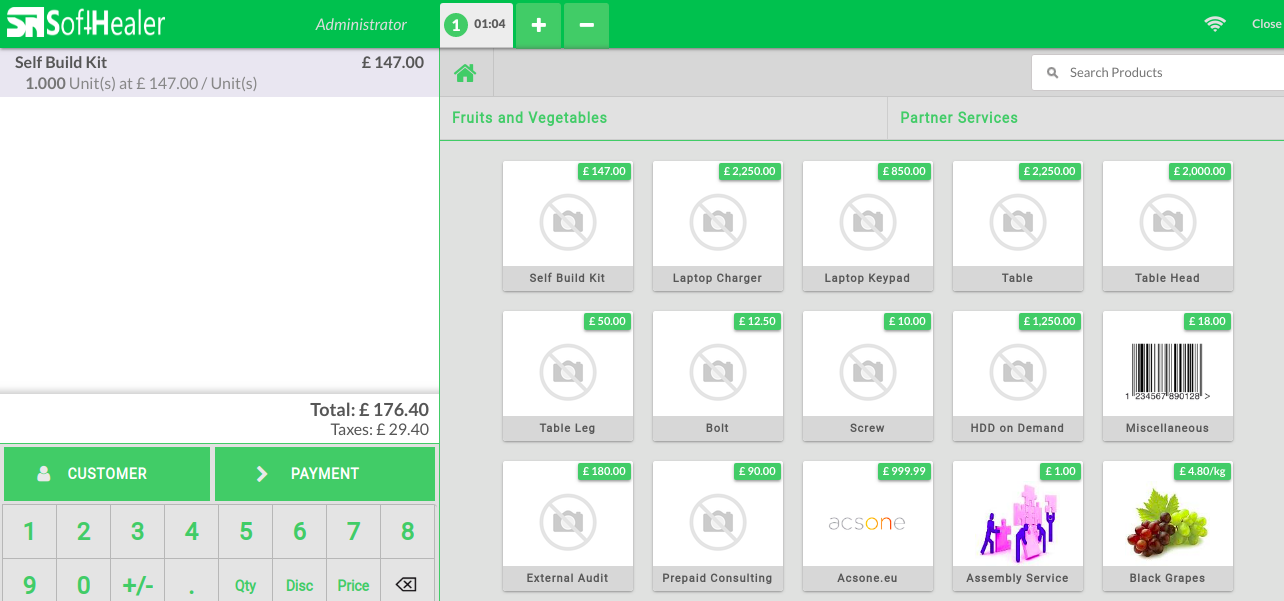 SoftHealer
Administrator
1 01:04 + −
Close
Self Build Kit £ 147.00
1.000 Unit(s) at £ 147.00 / Unit(s)
Total: £ 176.40
Taxes: £ 29.40
CUSTOMER
PAYMENT
1 2 3 4 5 6 7 8
9 0 +/- . Qty Disc Price
Search Products
Fruits and Vegetables
Partner Services
£ 147.00
Self Build Kit
£ 2,250.00
Laptop Charger
£ 850.00
Laptop Keypad
£ 2,250.00
Table
£ 2,000.00
Table Head
£ 50.00
Table Leg
£ 12.50
Bolt
£ 10.00
Screw
£ 1,250.00
HDD on Demand
£ 18.00
1 234567 890128 >
Miscellaneous
£ 180.00
External Audit
£ 90.00
Prepaid Consulting
£ 999.99
acsone
Acsone.eu
£ 1.00
Assembly Service
£ 4.80/kg
Black Grapes